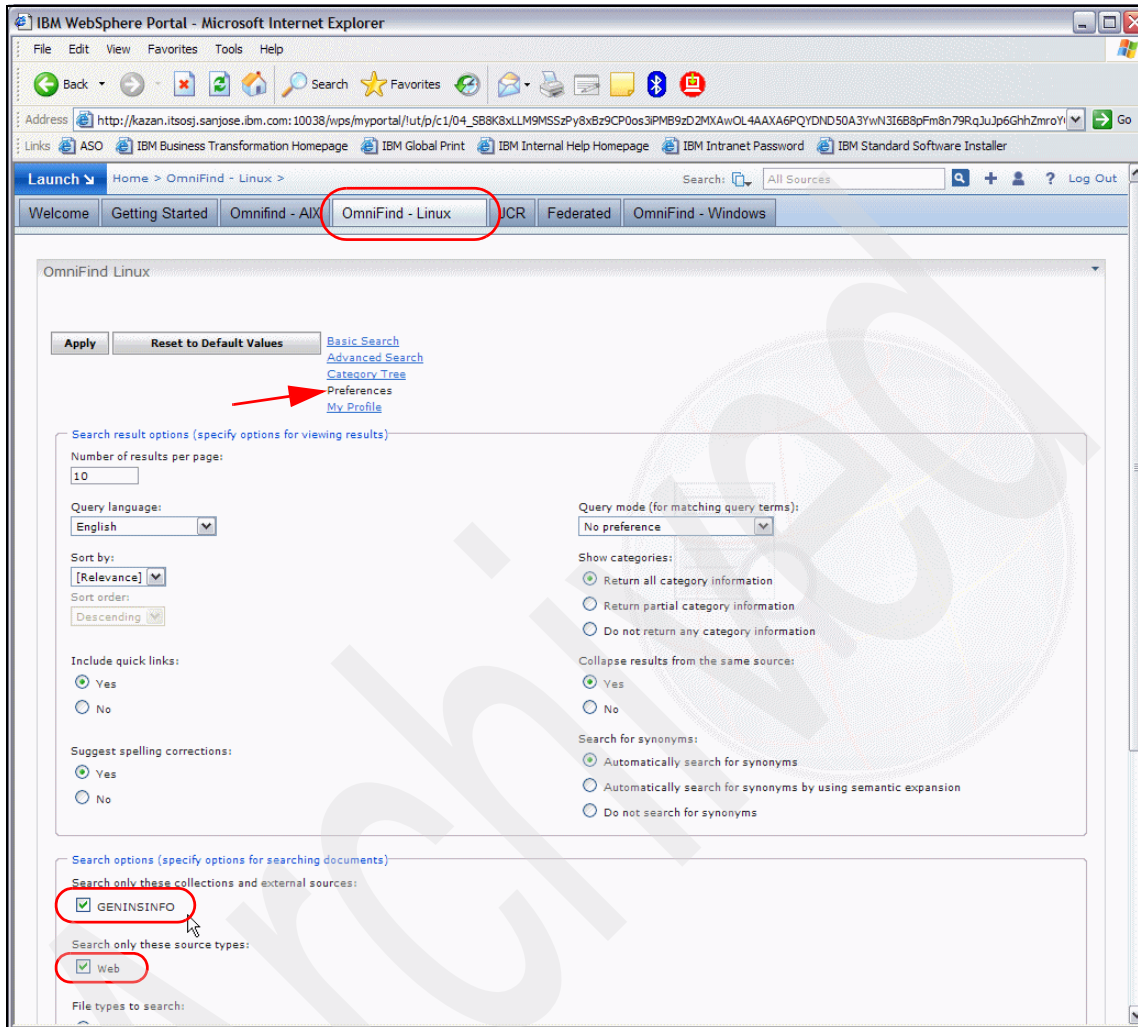 IBM WebSphere Portal - Microsoft Internet Explorer
File Edit View Favorites Tools Help
Back Search Favorites
Address http://kazan.itsosj.sanjose.ibm.com:10038/wps/myportal/!ut/p/c1/
Go
Links ASO IBM Business Transformation Homepage IBM Global Print IBM Internal Help Homepage IBM Intranet Password IBM Standard Software Installer
Launch Home > OmniFind - Linux > Search: All Sources + ? Log Out
Welcome Getting Started Omnifind - AIX OmniFind - Linux JCR Federated OmniFind - Windows
OmniFind Linux
Apply Reset to Default Values Basic Search
Advanced Search
Category Tree
Preferences
My Profile
Search result options (specify options for viewing results)
Number of results per page:
10
Query language: Query mode (for matching query terms):
English No preference
Sort by: Show categories:
[Relevance] Return all category information
Sort order: Return partial category information
Descending Do not return any category information
Include quick links: Collapse results from the same source:
Yes Yes
No No
Suggest spelling corrections: Search for synonyms:
Yes Automatically search for synonyms
No Automatically search for synonyms by using semantic expansion
Do not search for synonyms
Search options (specify options for searching documents)
Search only these collections and external sources:
GENINSINFO
Search only these source types:
Web
File types to search:
Archived